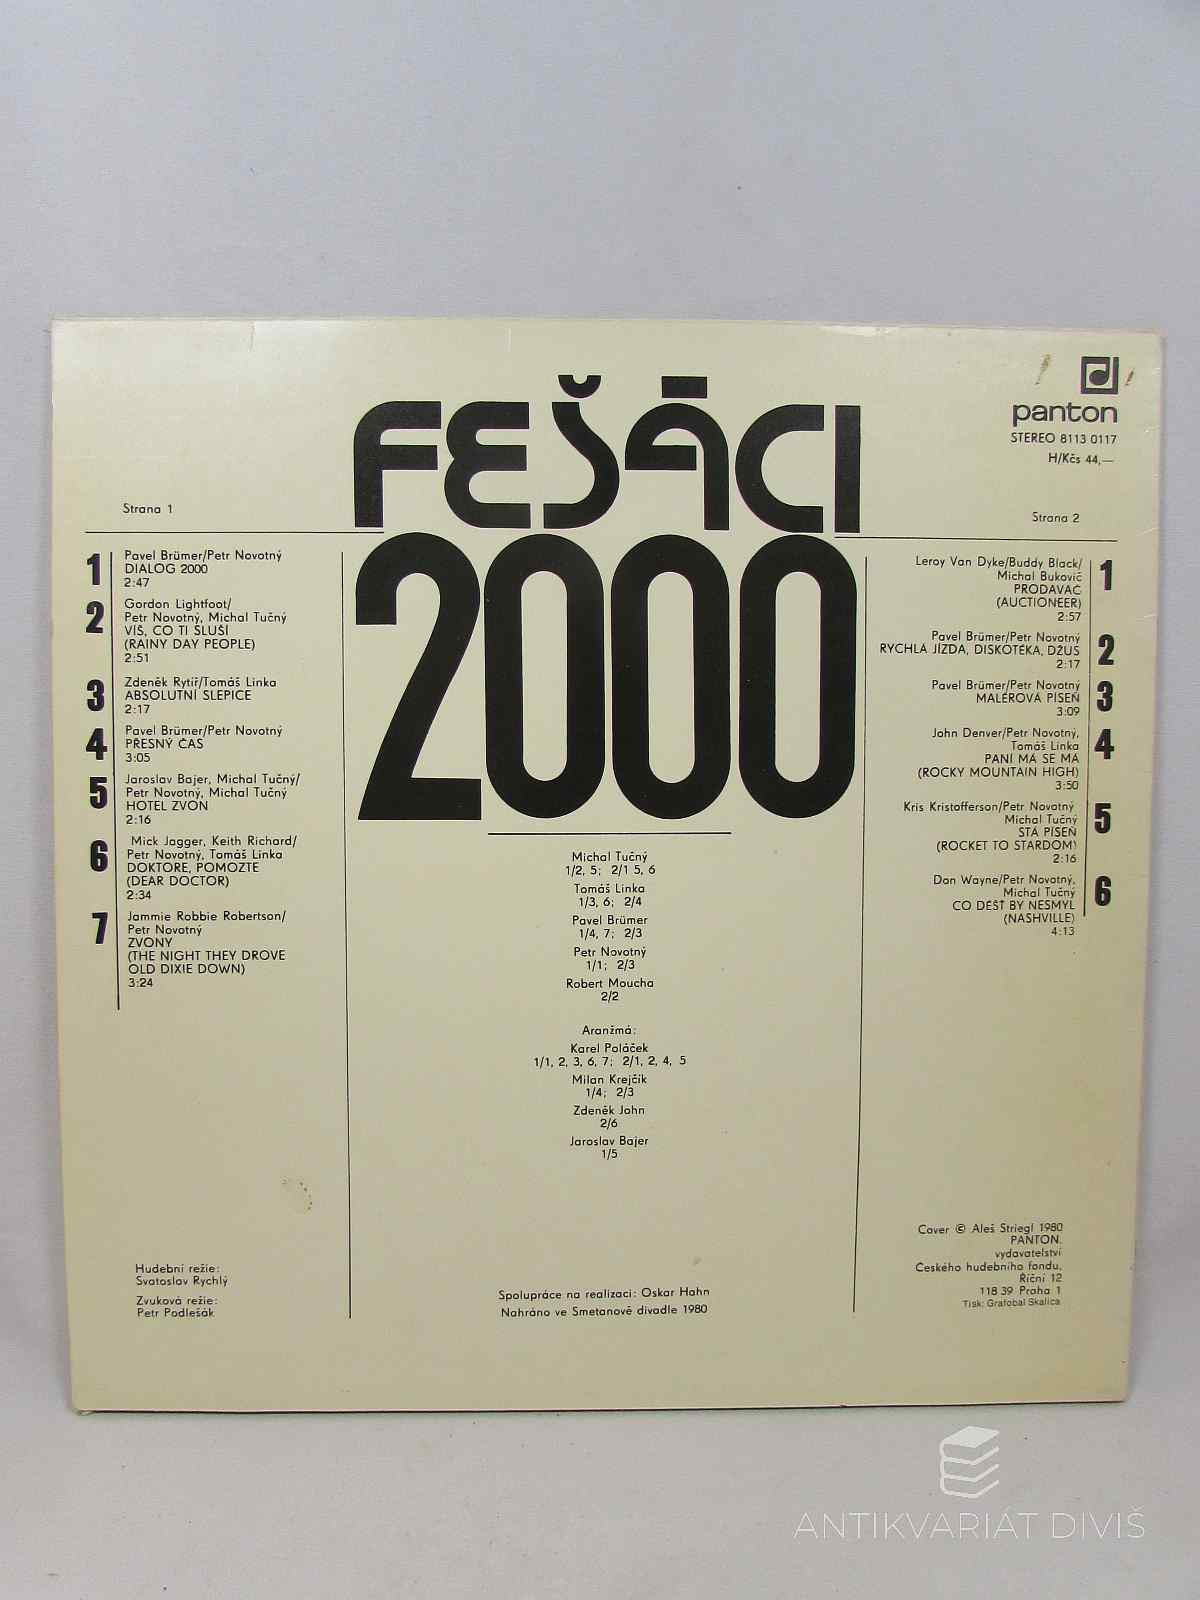 FEŠÁCI
2000
panton
STEREO 8113 0117
H/Kčs 44,—
Strana 1
1
Pavel Brümer/Petr Novotný
DIALOG 2000
2:47
2
Gordon Lightfoot/
Petr Novotný, Michal Tučný
VÍŠ, CO TI SLUŠÍ
(RAINY DAY PEOPLE)
2:51
3
Zdeněk Rytíř/Tomáš Linka
ABSOLUTNÍ SLEPICE
2:17
4
Pavel Brümer/Petr Novotný
PŘESNÝ ČAS
3:05
5
Jaroslav Bajer, Michal Tučný/
Petr Novotný, Michal Tučný
HOTEL ZVON
2:16
6
Mick Jagger, Keith Richard/
Petr Novotný, Tomáš Linka
DOKTORE, POMOZTE
(DEAR DOCTOR)
2:34
7
Jammie Robbie Robertson/
Petr Novotný
ZVONY
(THE NIGHT THEY DROVE
OLD DIXIE DOWN)
3:24
Hudební režie:
Svatoslav Rychlý
Zvuková režie:
Petr Podlešák
Michal Tučný
1/2, 5; 2/1 5, 6
Tomáš Linka
1/3, 6; 2/4
Pavel Brümer
1/4, 7; 2/3
Petr Novotný
1/1; 2/3
Robert Moucha
2/2
Aranžmá:
Karel Poláček
1/1, 2, 3, 6, 7; 2/1, 2, 4, 5
Milan Krejčík
1/4; 2/3
Zdeněk John
2/6
Jaroslav Bajer
1/5
Spolupráce na realizaci: Oskar Hahn
Nahráno ve Smetanově divadle 1980
Strana 2
Leroy Van Dyke/Buddy Black/
Michal Bukovič
PRODAVAČ
(AUCTIONEER)
2:57
1
Pavel Brümer/Petr Novotný
RYCHLÁ JÍZDA, DISKOTÉKA, DŽUS
2:17
2
Pavel Brümer/Petr Novotný
MALÉROVÁ PÍSEŇ
3:09
3
John Denver/Petr Novotný,
Tomáš Linka
PANÍ MÁ SE MÁ
(ROCKY MOUNTAIN HIGH)
3:50
4
Kris Kristofferson/Petr Novotný
Michal Tučný
STÁ PÍSEŇ
(ROCKET TO STARDOM)
2:16
5
Don Wayne/Petr Novotný,
Michal Tučný
CO DÉŠŤ BY NESMYL
(NASHVILLE)
4:13
6
Cover © Aleš Striegl 1980
PANTON.
vydavatelství
Českého hudebního fondu,
Říční 12
118 39 Praha 1
Tisk: Grafobal Skalica
ANTIKVARIÁT DIVIŠ